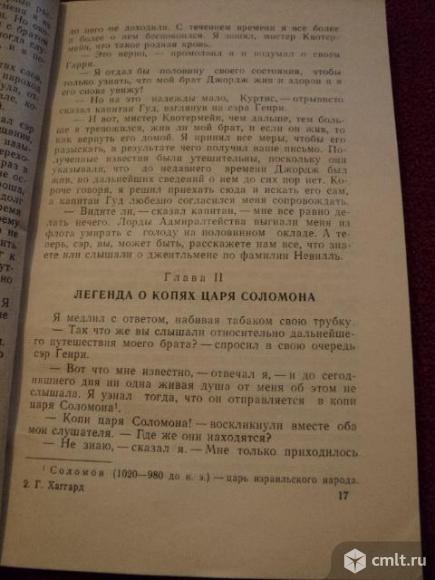 до него не доходили. С течением времени я все более
и более о нем беспокоился. Я понял, мистер Квотер-
мейн, что такое родная кровь.
— Это верно, — промолвил я и подумал о своем
Гарри.
— Я отдал бы половину своего состояния, чтобы
только узнать, что мой брат Джордж жив и здоров и я
его снова увижу!
— Но на это надежды мало, Куртис, — отрывисто
сказал капитан Гуд, взглянув на сэра Генри.
— И вот, мистер Квотермейн, чем дальше, тем боль-
ше я тревожился, жив ли мой брат, и если он жив, то
как вернуть его домой. Я принял все меры, чтобы его
разыскать, в результате чего получил ваше письмо. По-
лученные известия были утешительны, поскольку они
указывали, что до недавнего времени Джордж был
жив, но дальнейших сведений о нем до сих пор нет. Ко-
роче говоря, я решил приехать сюда и искать его сам,
а капитан Гуд любезно согласился меня сопровождать.
— Видите ли, — сказал капитан, — мне все равно де-
лать нечего. Лорды Адмиралтейства выгнали меня из
флота умирать с голоду на половинном окладе. А те-
перь, сэр, вы, может быть, расскажете нам все, что зна-
ете или слышали о джентльмене по фамилии Невилль.
Глава II
ЛЕГЕНДА О КОПЯХ ЦАРЯ СОЛОМОНА
Я медлил с ответом, набивая табаком свою трубку.
— Так что же вы слышали относительно дальнейше-
го путешествия моего брата? — спросил в свою очередь
сэр Генри.
— Вот что мне известно, — отвечал я, — и до сего-
дняшнего дня ни одна живая душа от меня об этом не
слыхала. Я узнал тогда, что он отправляется в копи
царя Соломона¹.
— Копи царя Соломона! — воскликнули вместе оба
мои слушателя. — Где же они находятся?
— Не знаю, — сказал я. — Мне только приходилось
¹ Соломон (1020—980 до н. э.) — царь израильского народа.
2. Г. Хаггард
17
cmlt.ru